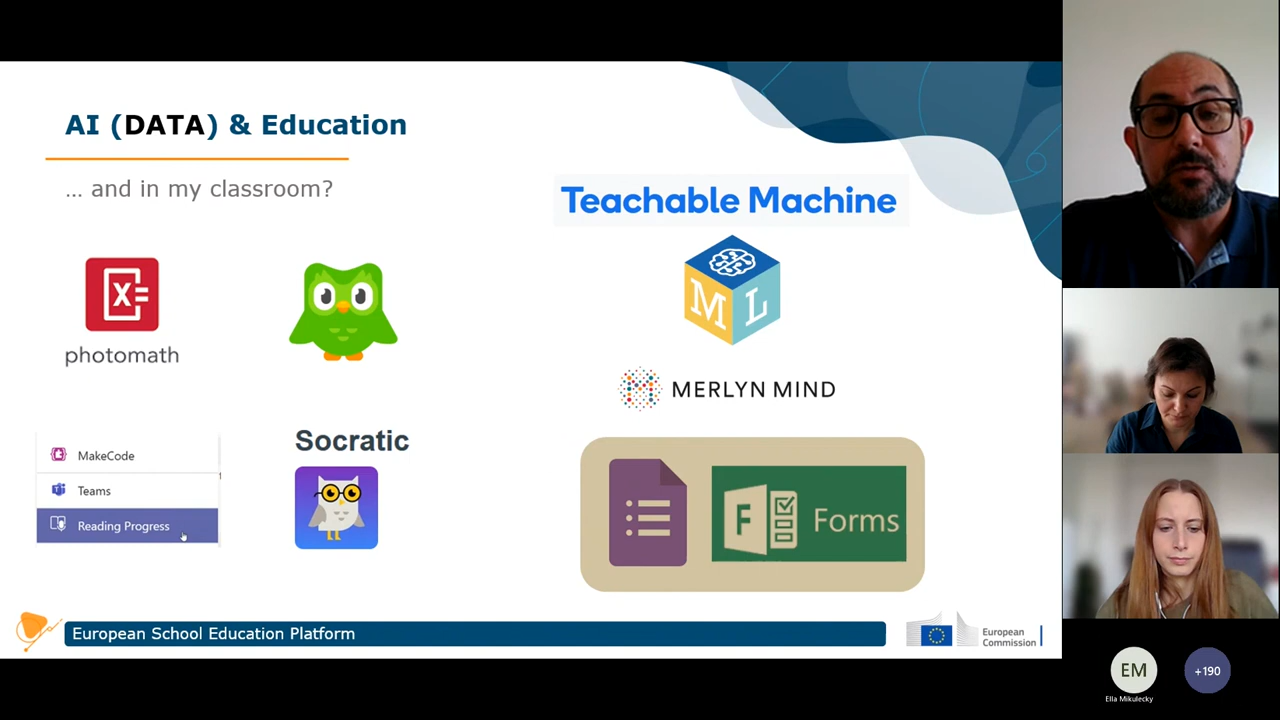 AI (DATA) & Education
... and in my classroom?
Teachable Machine
photomath
M L
MERLYN MIND
Socratic
MakeCode
Teams
Reading Progress
F Forms
European School Education Platform
European
Commission
EM
+190
Ella Mikulecky